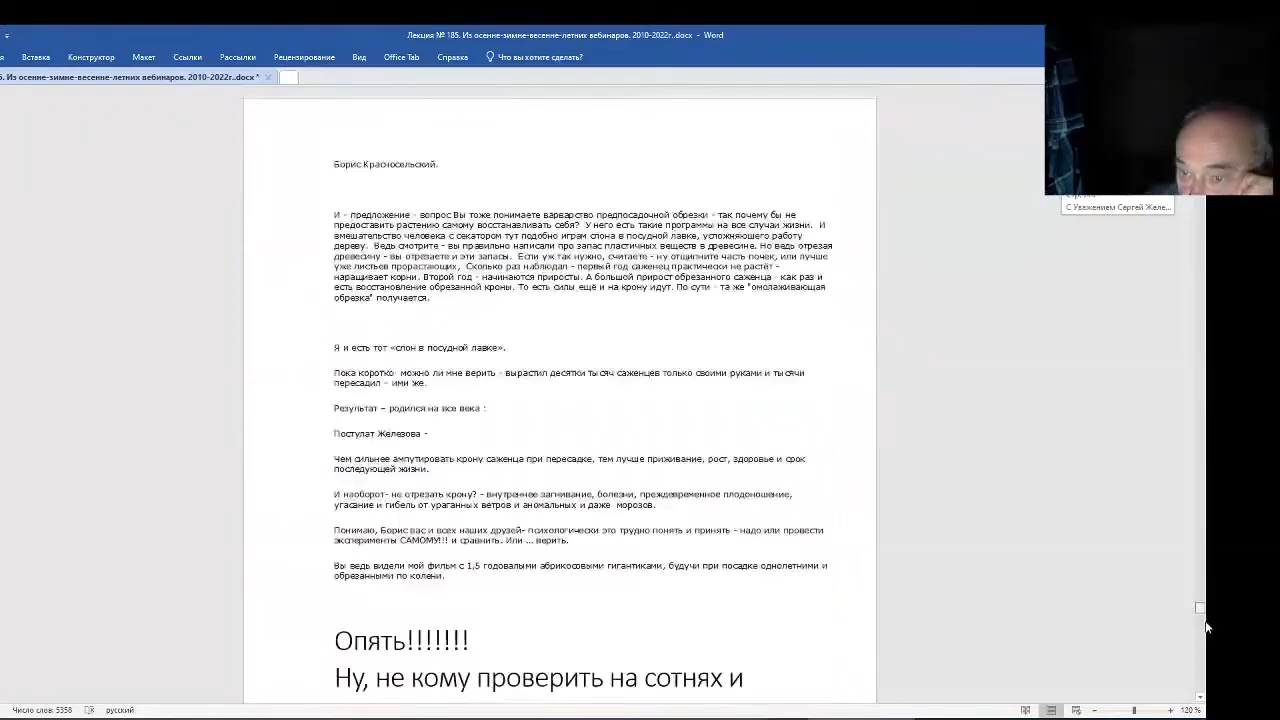 Лекция № 185. Из осенне-зимне-весенне-летних вебинаров. 2010-2022г..docx - Word
Вставка Конструктор Макет Ссылки Рассылки Рецензирование Вид Office Tab Справка Что вы хотите сделать?
Из осенне-зимне-весенне-летних вебинаров. 2010-2022г..docx *
С Уважением Сергей Желе...
Борис Красносельский.
И - предложение - вопрос Вы тоже понимаете варварство предпосадочной обрезки - так почему бы не
предоставить растению самому восстанавливать себя? У него есть такие программы на все случаи жизни. И
вмешательство человека с секатором тут подобно играм слона в посудной лавке, усложняющего работу
дереву. Ведь смотрите - вы правильно написали про запас пластичных веществ в древесине. Но ведь отрезая
древесину - вы отрезаете и эти запасы. Если уж так нужно, считаете - ну отщипните часть почек, или лучше
уже листьев прорастающих, Сколько раз наблюдал - первый год саженец практически не растёт -
наращивает корни. Второй год - начинаются приросты. А большой прирост обрезанного саженца - как раз и
есть восстановление обрезанной кроны. То есть силы ещё и на крону идут. По сути - та же "омолаживающая
обрезка" получается.
Я и есть тот «слон в посудной лавке».
Пока коротко- можно ли мне верить - вырастил десятки тысяч саженцев только своими руками и тысячи
пересадил – ими же.
Результат – родился на все века :
Постулат Железова -
Чем сильнее ампутировать крону саженца при пересадке, тем лучше приживание, рост, здоровье и срок
последующей жизни.
И наоборот- не отрезать крону? - внутреннее загнивание, болезни, преждевременное плодоношение,
угасание и гибель от ураганных ветров и аномальных и даже морозов.
Понимаю, Борис вас и всех наших друзей- психологически это трудно понять и принять - надо или провести
эксперименты САМОМУ!!! и сравнить. Или ... верить.
Вы ведь видели мой фильм с 1,5 годовалыми абрикосовыми гигантиками, будучи при посадке однолетними и
обрезанными по колени.
Опять!!!!!!!
Ну, не кому проверить на сотнях и
Число слов: 5358 русский 120 %